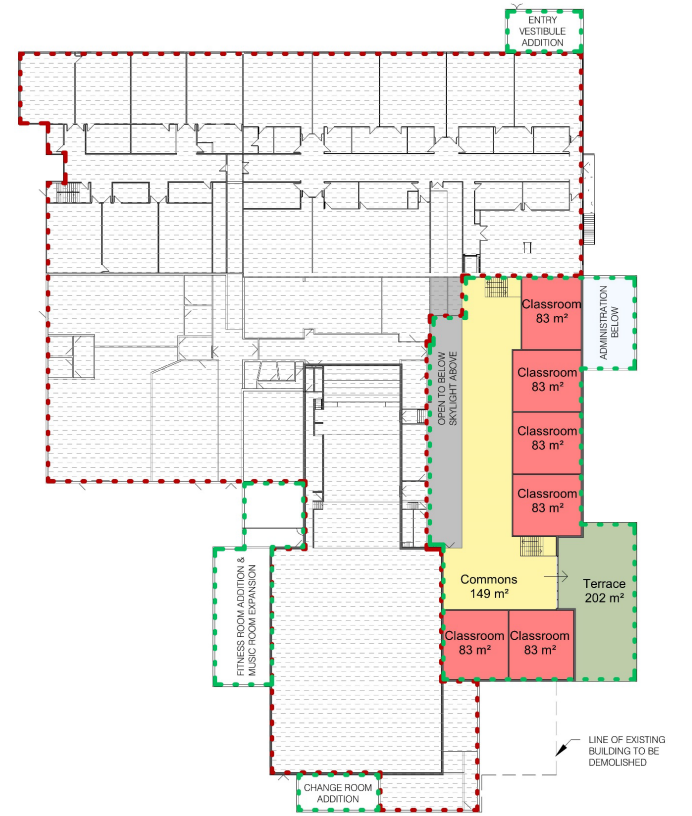 ENTRY
VESTIBULE
ADDITION
Classroom
83 m²
ADMINISTRATION
BELOW
Classroom
83 m²
OPEN TO BELOW
SKYLIGHT ABOVE
Classroom
83 m²
Classroom
83 m²
Commons
149 m²
Terrace
202 m²
FITNESS ROOM ADDITION &
MUSIC ROOM EXPANSION
Classroom
83 m²
Classroom
83 m²
LINE OF EXISTING
BUILDING TO BE
DEMOLISHED
CHANGE ROOM
ADDITION